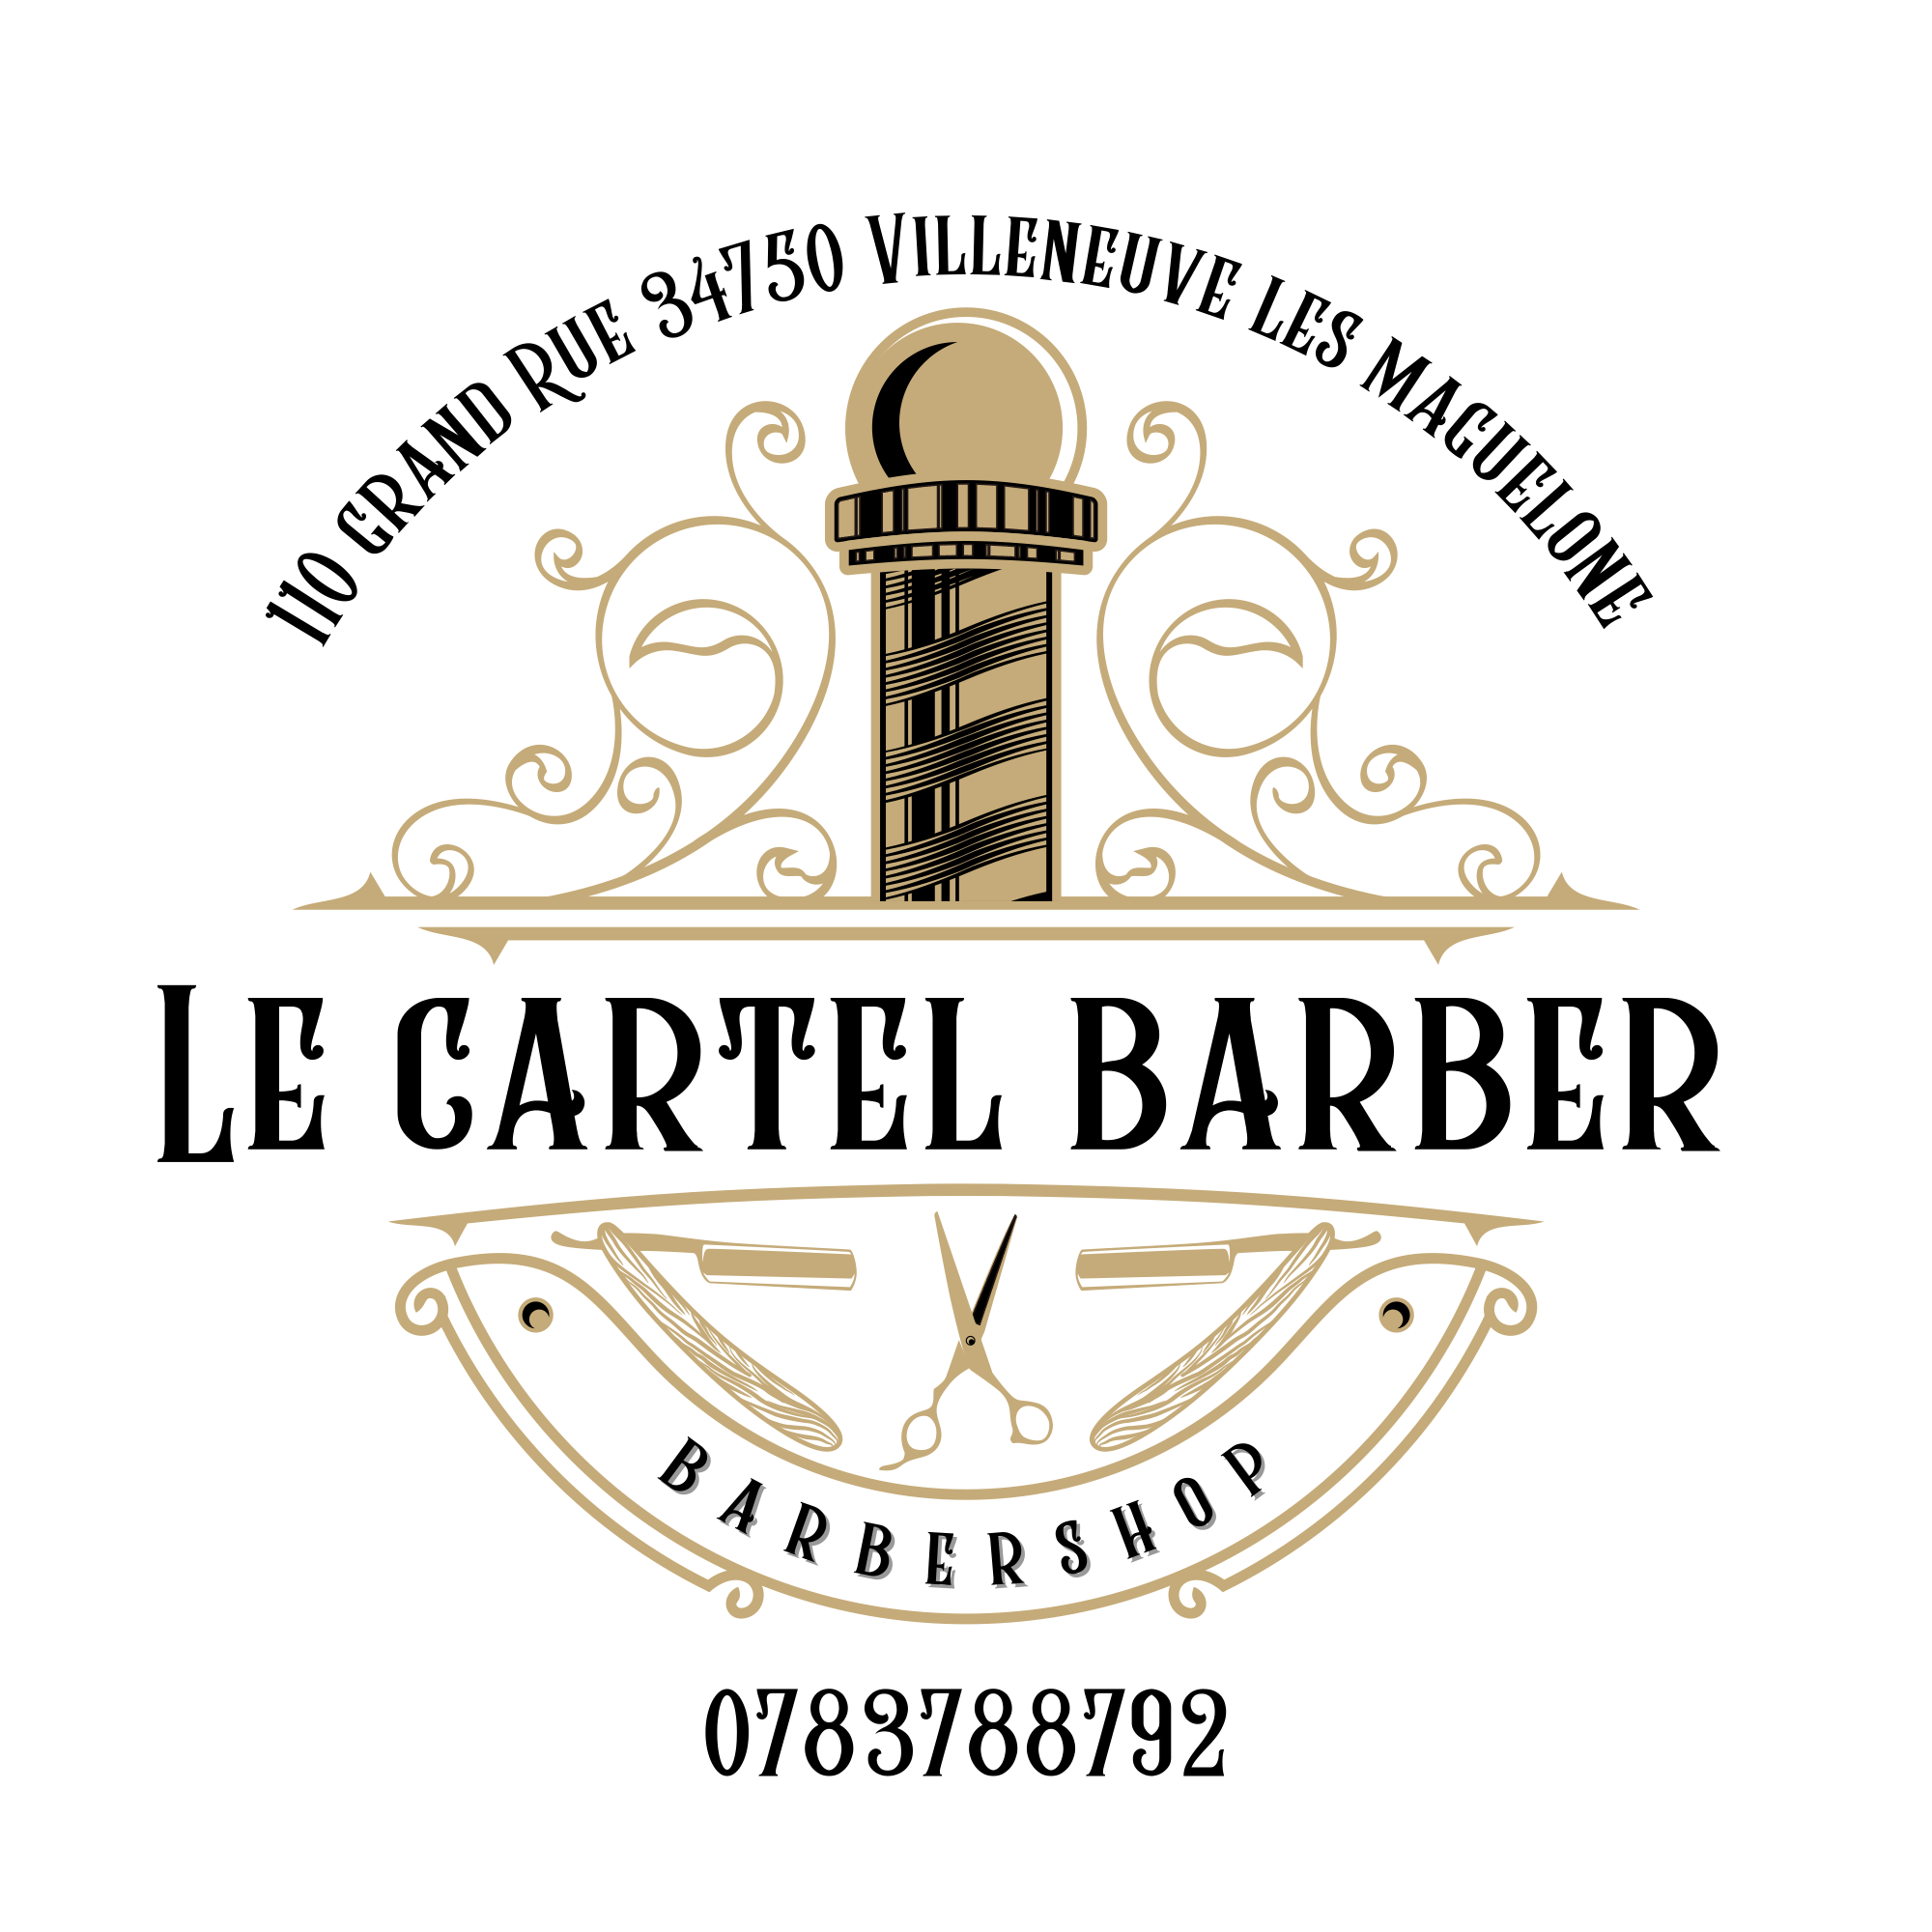 110 GRAND RUE 34750 VILLENEUVE LES MAGUELONE
LE CARTEL BARBER
BARBERSHOP
0783788792